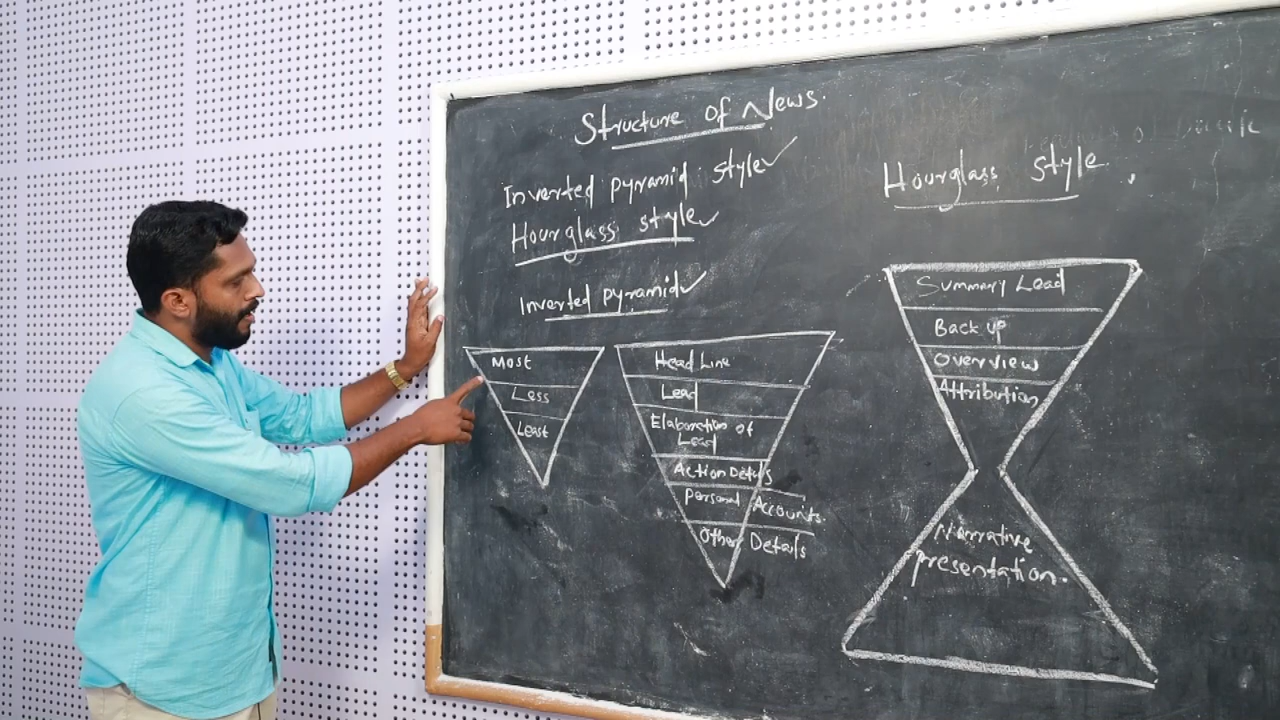 Structure of News.
Inverted pyramid style
Hourglass style
Inverted pyramid
Most
Less
Least
Head Line
Lead
Elaboration of
Lead
Action Details
Personal Accounts.
Other Details
Hourglass style
Summary Lead
Back up
Overview
Attribution
Narrative
presentation.